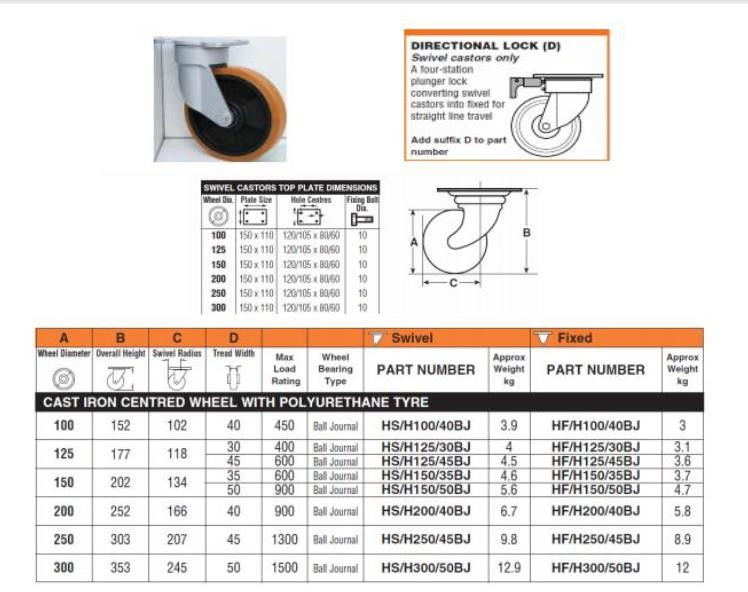 DIRECTIONAL LOCK (D)
Swivel castors only
A four-station
plunger lock
converting swivel
castors into fixed for
straight line travel
Add suffix D to part
number
SWIVEL CASTORS TOP PLATE DIMENSIONS
Wheel Dia. Plate Size Hole Centres Fixing Bolt Dia.
100 150 x 110 120/105 x 80/60 10
125 150 x 110 120/105 x 80/60 10
150 150 x 110 120/105 x 80/60 10
200 150 x 110 120/105 x 80/60 10
250 150 x 110 120/105 x 80/60 10
300 150 x 110 120/105 x 80/60 10
A
B
C
A B C D Swivel Fixed
Wheel Diameter Overall Height Swivel Radius Tread Width Max Load Rating Wheel Bearing Type PART NUMBER Approx Weight kg PART NUMBER Approx Weight kg
CAST IRON CENTRED WHEEL WITH POLYURETHANE TYRE
100 152 102 40 450 Ball Journal HS/H100/40BJ 3.9 HF/H100/40BJ 3
125 177 118 30 400 Ball Journal HS/H125/30BJ 4 HF/H125/30BJ 3.1
45 600 Ball Journal HS/H125/45BJ 4.5 HF/H125/45BJ 3.6
150 202 134 35 600 Ball Journal HS/H150/35BJ 4.6 HF/H150/35BJ 3.7
50 900 Ball Journal HS/H150/50BJ 5.6 HF/H150/50BJ 4.7
200 252 166 40 900 Ball Journal HS/H200/40BJ 6.7 HF/H200/40BJ 5.8
250 303 207 45 1300 Ball Journal HS/H250/45BJ 9.8 HF/H250/45BJ 8.9
300 353 245 50 1500 Ball Journal HS/H300/50BJ 12.9 HF/H300/50BJ 12